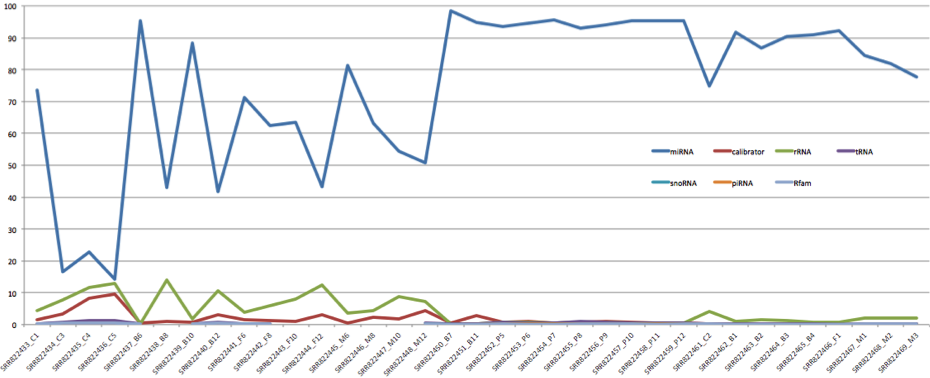 100
90
80
70
60
50
40
30
20
10
0
miRNA calibrator rRNA tRNA
snoRNA piRNA Rfam
SRR822433_C1
SRR822434_C3
SRR822435_C4
SRR822436_C5
SRR822437_B6
SRR822438_B8
SRR822439_B10
SRR822440_B12
SRR822441_F6
SRR822442_F8
SRR822443_F10
SRR822444_F12
SRR822445_M6
SRR822446_M8
SRR822447_M10
SRR822448_M12
SRR822450_B7
SRR822451_B11
SRR822452_P5
SRR822453_P6
SRR822454_P7
SRR822455_P8
SRR822456_P9
SRR822457_P10
SRR822458_P11
SRR822459_P12
SRR822461_C2
SRR822462_B1
SRR822463_B2
SRR822464_B3
SRR822465_B4
SRR822466_F1
SRR822467_M1
SRR822468_M2
SRR822469_M3